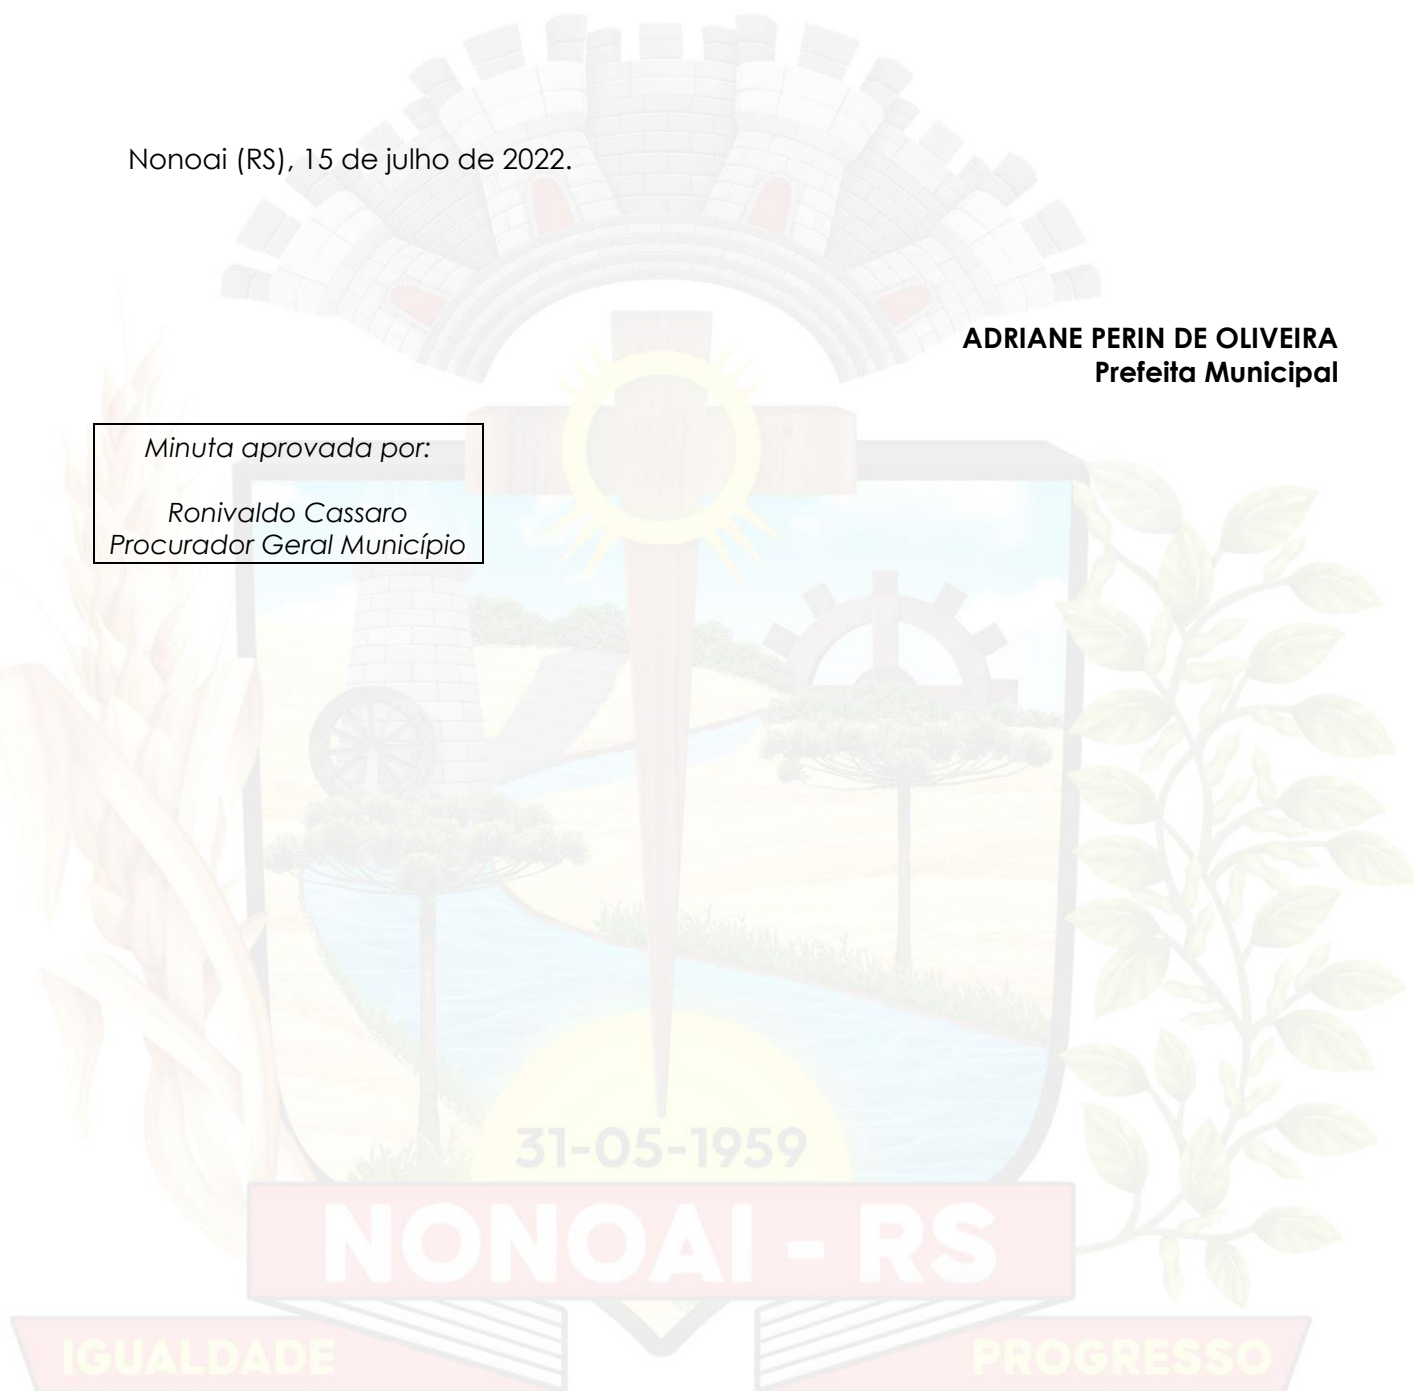 Nonoai (RS), 15 de julho de 2022.
ADRIANE PERIN DE OLIVEIRA
Prefeita Municipal
Minuta aprovada por:
Ronivaldo Cassaro
Procurador Geral Município
31-05-1959
NONOAI - RS
IGUALDADE
PROGRESSO